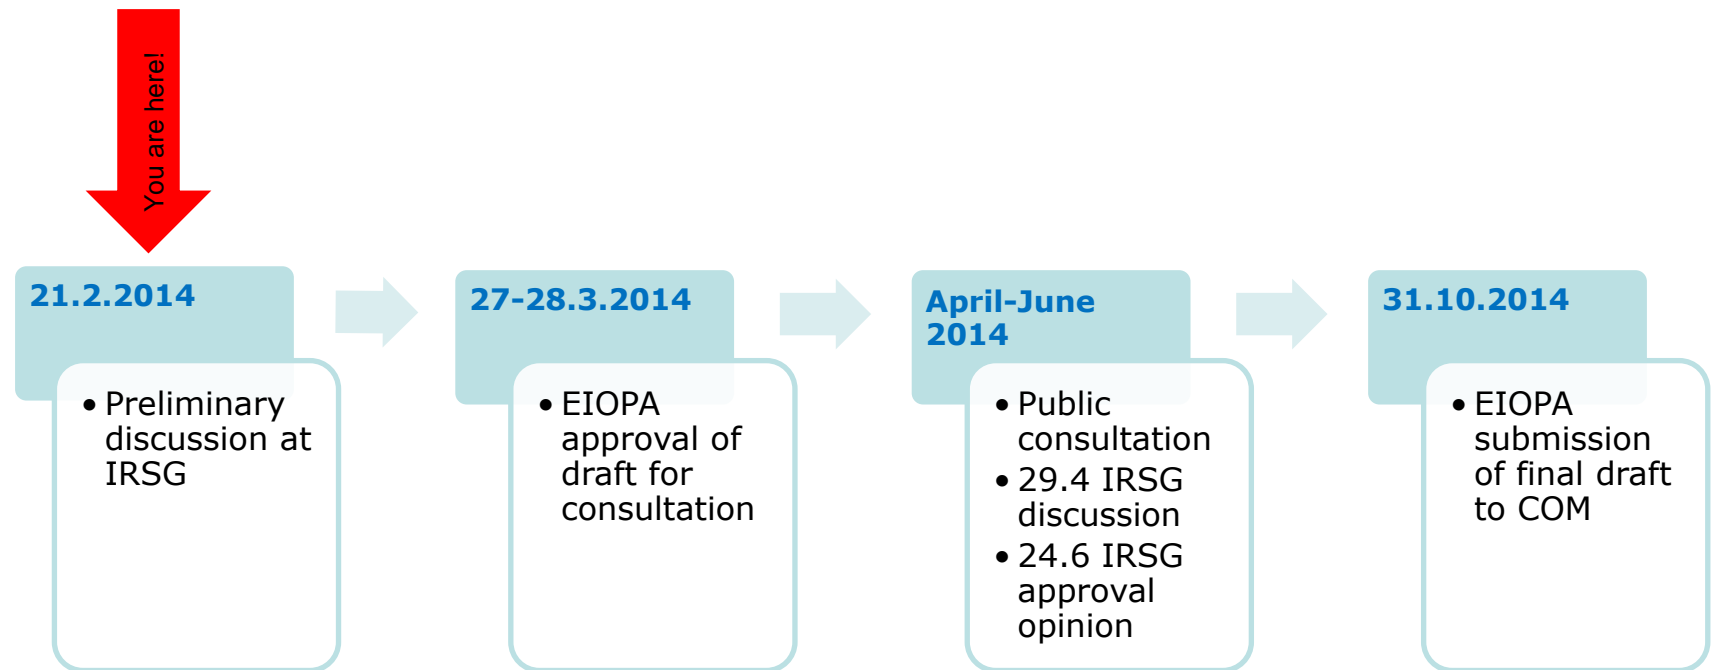 You are here!
21.2.2014
• Preliminary
discussion at
IRSG
27-28.3.2014
• EIOPA
approval of
draft for
consultation
April-June
2014
• Public
consultation
• 29.4 IRSG
discussion
• 24.6 IRSG
approval
opinion
31.10.2014
• EIOPA
submission
of final draft
to COM